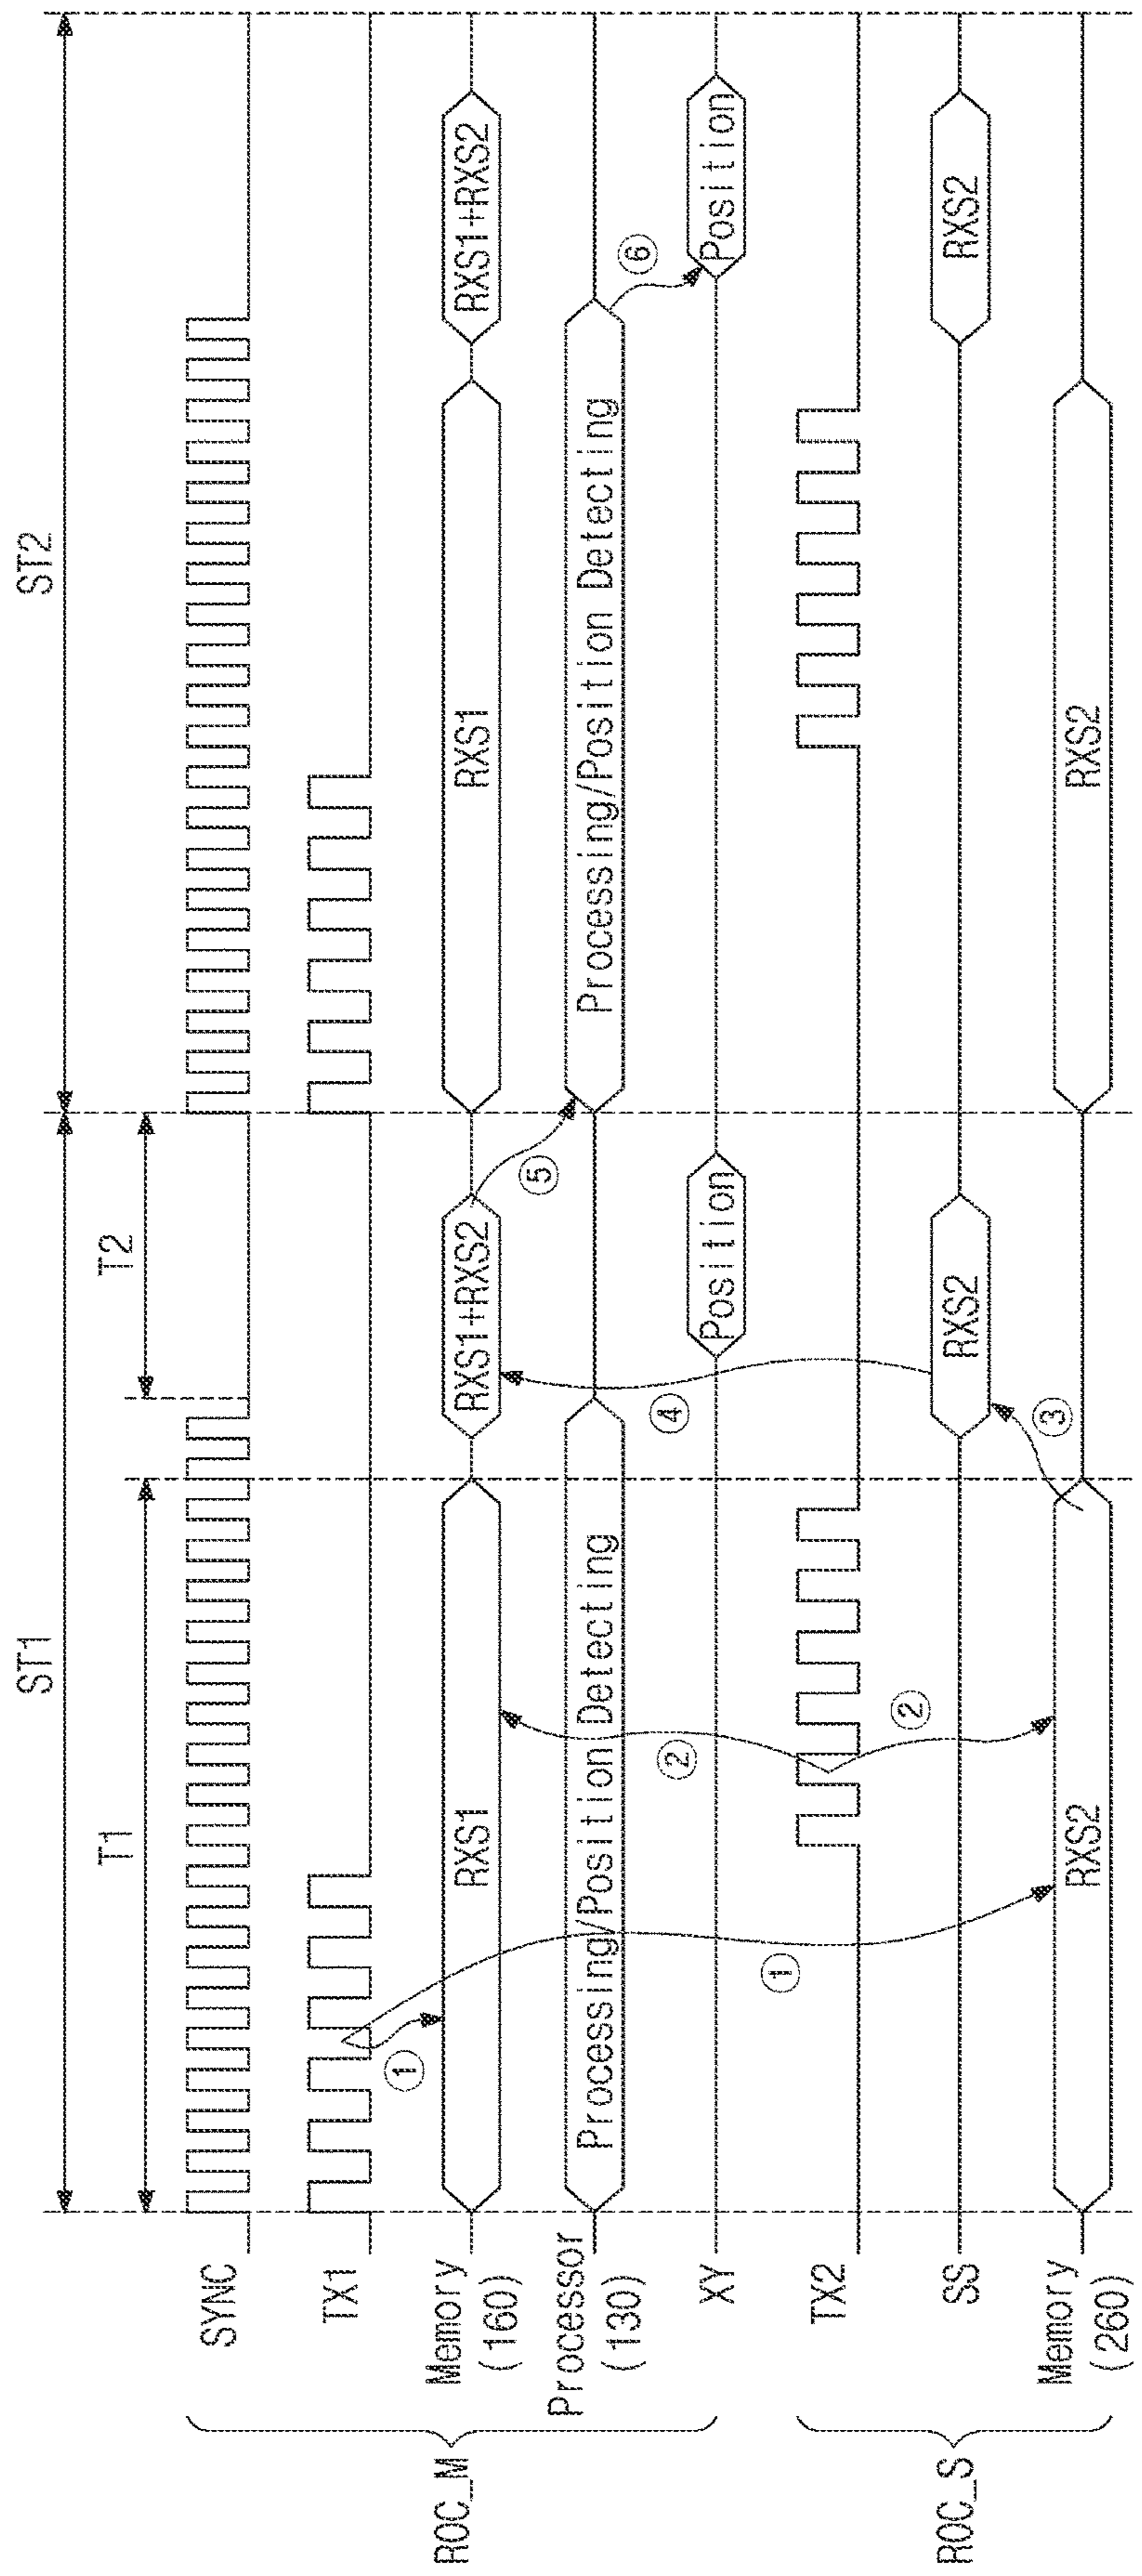 ST1
ST2
T1
T2
ROC_M
SYNC
TX1
①
Memory
(160)
RXS1
RXS1+RXS2
RXS1
RXS1+RXS2
⑤
Processor
(130)
Processing/Position Detecting
Processing/Position Detecting
⑥
②
④
XY
Position
Position
①
ROC_S
TX2
②
SS
RXS2
RXS2
③
Memory
(260)
RXS2
RXS2